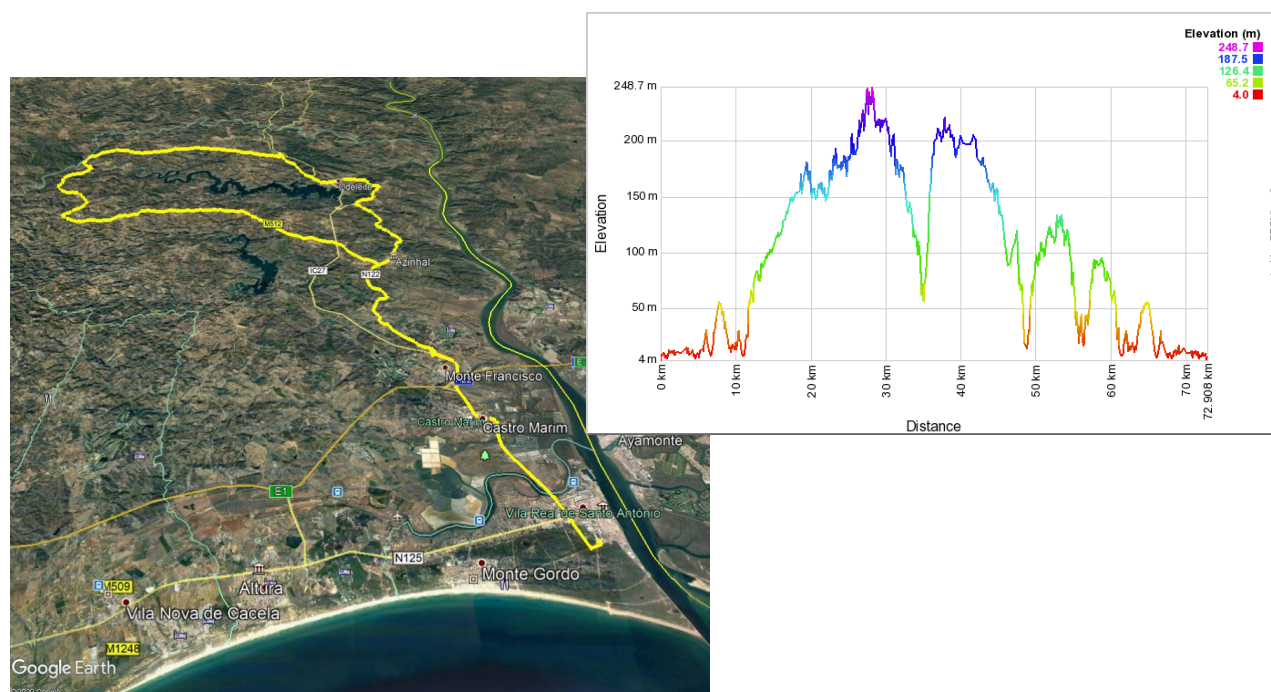 Odeleite
M512
Azinhal
IC27
N122
Monte Francisco
Castro Marim
Castro Marim
Ayamonte
E1
Vila Real de Santo António
N125
Monte Gordo
M509
Altura
Vila Nova de Cacela
M1248
Google Earth
Elevation (m)
248.7
187.5
126.4
65.2
4.0
248.7 m
200 m
150 m
100 m
50 m
4 m
Elevation
0 km
10 km
20 km
30 km
40 km
50 km
60 km
70 km
72.908 km
Distance